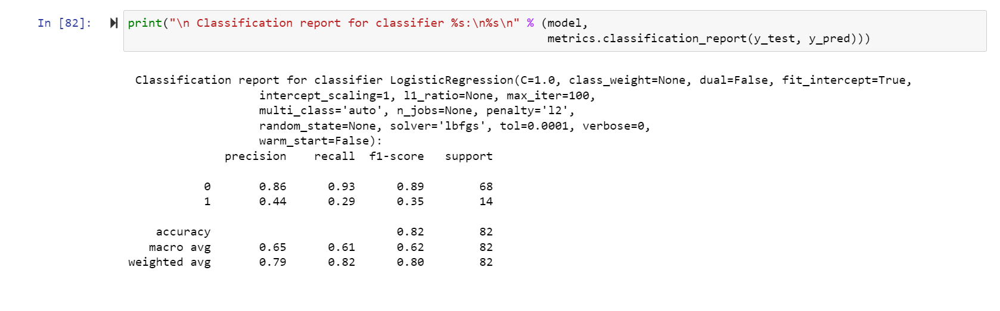 In [82]: print("\n Classification report for classifier %s:\n%s\n" % (model,
metrics.classification_report(y_test, y_pred)))
Classification report for classifier LogisticRegression(C=1.0, class_weight=None, dual=False, fit_intercept=True,
intercept_scaling=1, l1_ratio=None, max_iter=100,
multi_class='auto', n_jobs=None, penalty='l2',
random_state=None, solver='lbfgs', tol=0.0001, verbose=0,
warm_start=False):
precision recall f1-score support
0 0.86 0.93 0.89 68
1 0.44 0.29 0.35 14
accuracy 0.82 82
macro avg 0.65 0.61 0.62 82
weighted avg 0.79 0.82 0.80 82